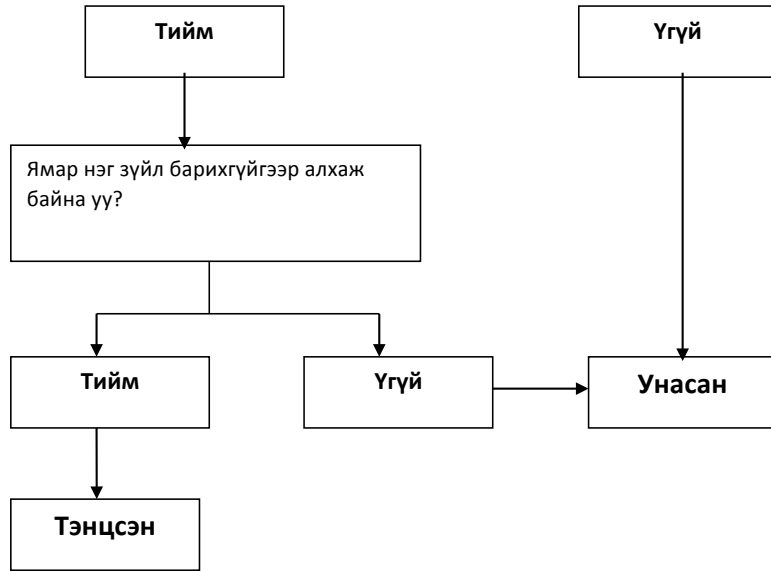 Тийм
Үгүй
Ямар нэг зүйл барихгүйгээр алхаж
байна уу?
Тийм
Үгүй
Унасан
Тэнцсэн